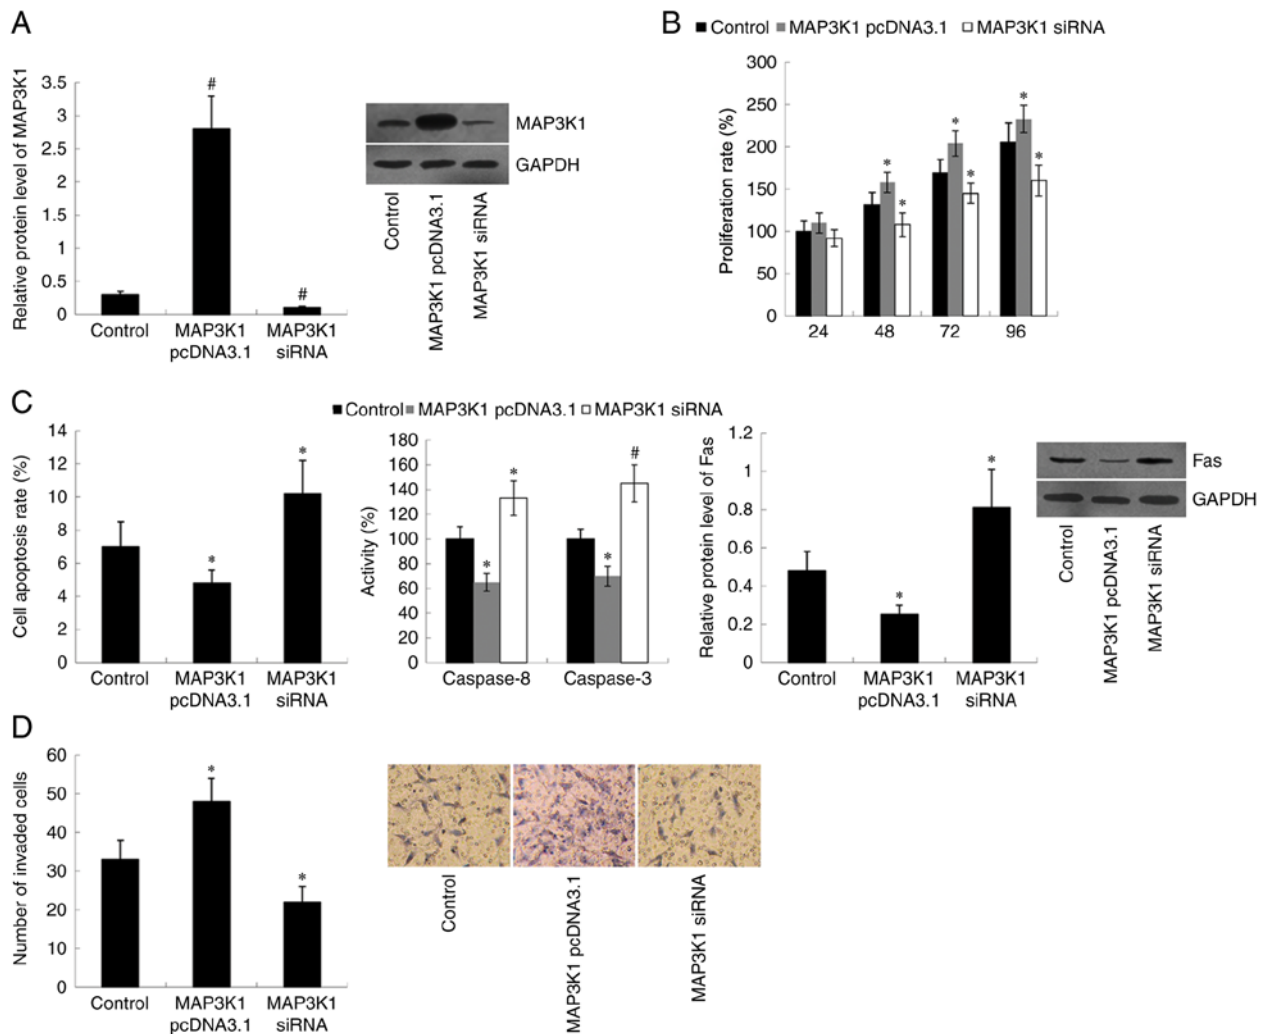 A
Relative protein level of MAP3K1
3.5
3
2.5
2
1.5
1
0.5
0
#
#
Control
MAP3K1
pcDNA3.1
MAP3K1
siRNA
MAP3K1
GAPDH
Control
MAP3K1 pcDNA3.1
MAP3K1 siRNA
B
Control MAP3K1 pcDNA3.1 MAP3K1 siRNA
Proliferation rate (%)
300
250
200
150
100
50
0
*
*
*
*
*
*
24 48 72 96
C
Control MAP3K1 pcDNA3.1 MAP3K1 siRNA
Cell apoptosis rate (%)
14
12
10
8
6
4
2
0
*
*
Control
MAP3K1
pcDNA3.1
MAP3K1
siRNA
Activity (%)
180
160
140
120
100
80
60
40
20
0
*
*
*
#
Caspase-8 Caspase-3
Relative protein level of Fas
1.2
1
0.8
0.6
0.4
0.2
0
*
*
Control
MAP3K1
pcDNA3.1
MAP3K1
siRNA
Fas
GAPDH
Control
MAP3K1 pcDNA3.1
MAP3K1 siRNA
D
Number of invaded cells
60
50
40
30
20
10
0
*
*
Control
MAP3K1
pcDNA3.1
MAP3K1
siRNA
Control
MAP3K1 pcDNA3.1
MAP3K1 siRNA